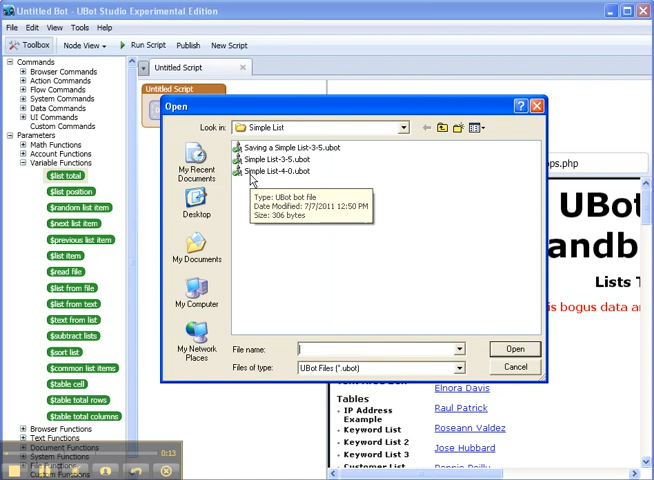 Untitled Bot - UBot Studio Experimental Edition
File Edit View Tools Help
Toolbox Node View Run Script Publish New Script
Commands
Browser Commands
Action Commands
Flow Commands
System Commands
Data Commands
UI Commands
Custom Commands
Parameters
Math Functions
Account Functions
Variable Functions
$list total
$list position
$random list item
$next list item
$previous list item
$list item
$read file
$list from file
$list from text
$text from list
$subtract lists
$sort list
$common list items
$table cell
$table total rows
$table total columns
Browser Functions
Text Functions
Document Functions
System Functions
Custom Functions
0:13
Untitled Script
Untitled Script
Open
Look in: Simple List
My Recent Documents
Desktop
My Documents
My Computer
My Network Places
Saving a Simple List-3-5.ubot
Simple List-3-5.ubot
Simple List-4-0.ubot
Type: UBot bot file
Date Modified: 7/7/2011 12:50 PM
Size: 306 bytes
File name:
Open
Files of type: UBot Files (*.ubot)
Cancel
ops.php
UBot
andb
Lists T
is bogus data a
Tables
IP Address Example
Keyword List
Keyword List 2
Keyword List 3
Customer List
Elnora Davis
Raul Patrick
Roseann Valdez
Jose Hubbard